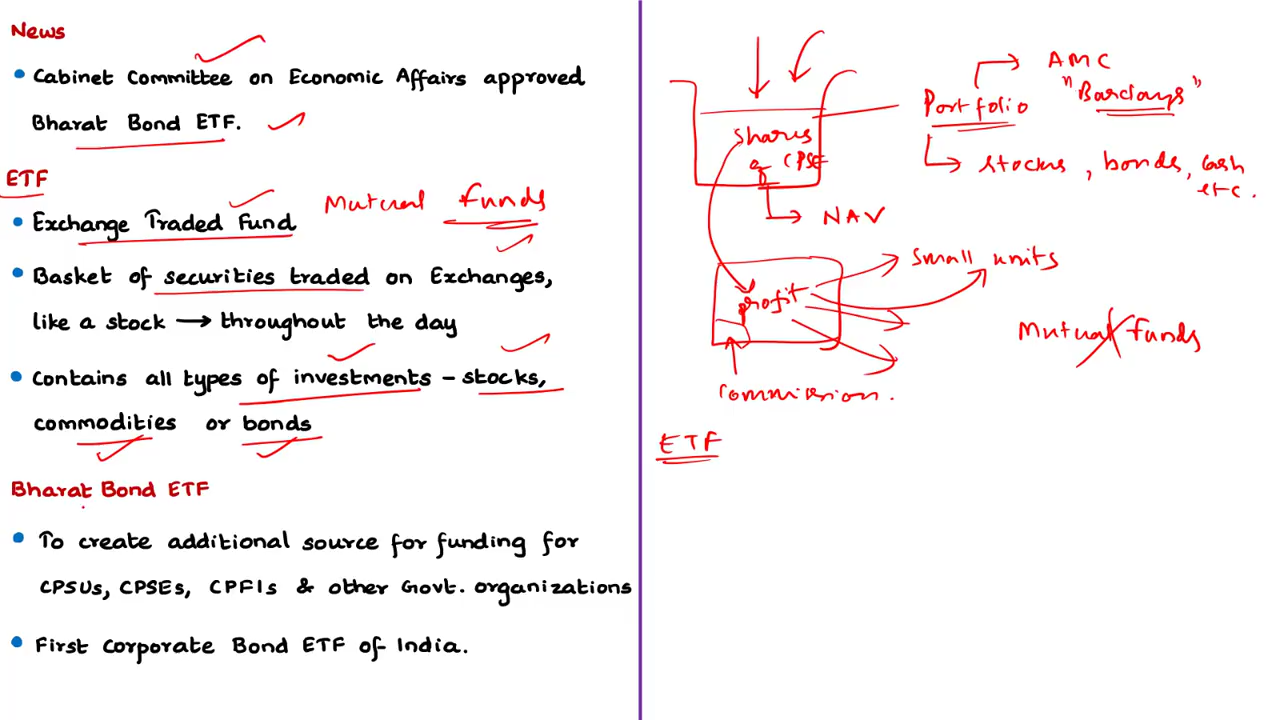 News
• Cabinet Committee on Economic Affairs approved
Bharat Bond ETF.
ETF
• Exchange Traded Fund
Mutual funds
• Basket of securities traded on Exchanges,
like a stock → throughout the day
• Contains all types of investments - stocks,
commodities or bonds
Bharat Bond ETF
• To create additional source for funding for
CPSUs, CPSEs, CPFIs & other Govt. organizations
• First Corporate Bond ETF of India.
AMC
"Barclays"
Portfolio
stocks, bonds, cash
etc.
shares
of CPSE
NAV
small units
profit
Mutual funds
Commission.
ETF